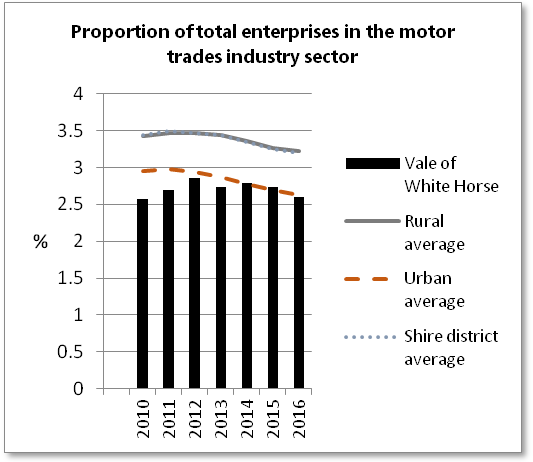 Proportion of total enterprises in the motor
trades industry sector
4
3.5
3
2.5
2
1.5
1
0.5
0
%
2010
2011
2012
2013
2014
2015
2016
Vale of
White Horse
Rural
average
Urban
average
Shire district
average